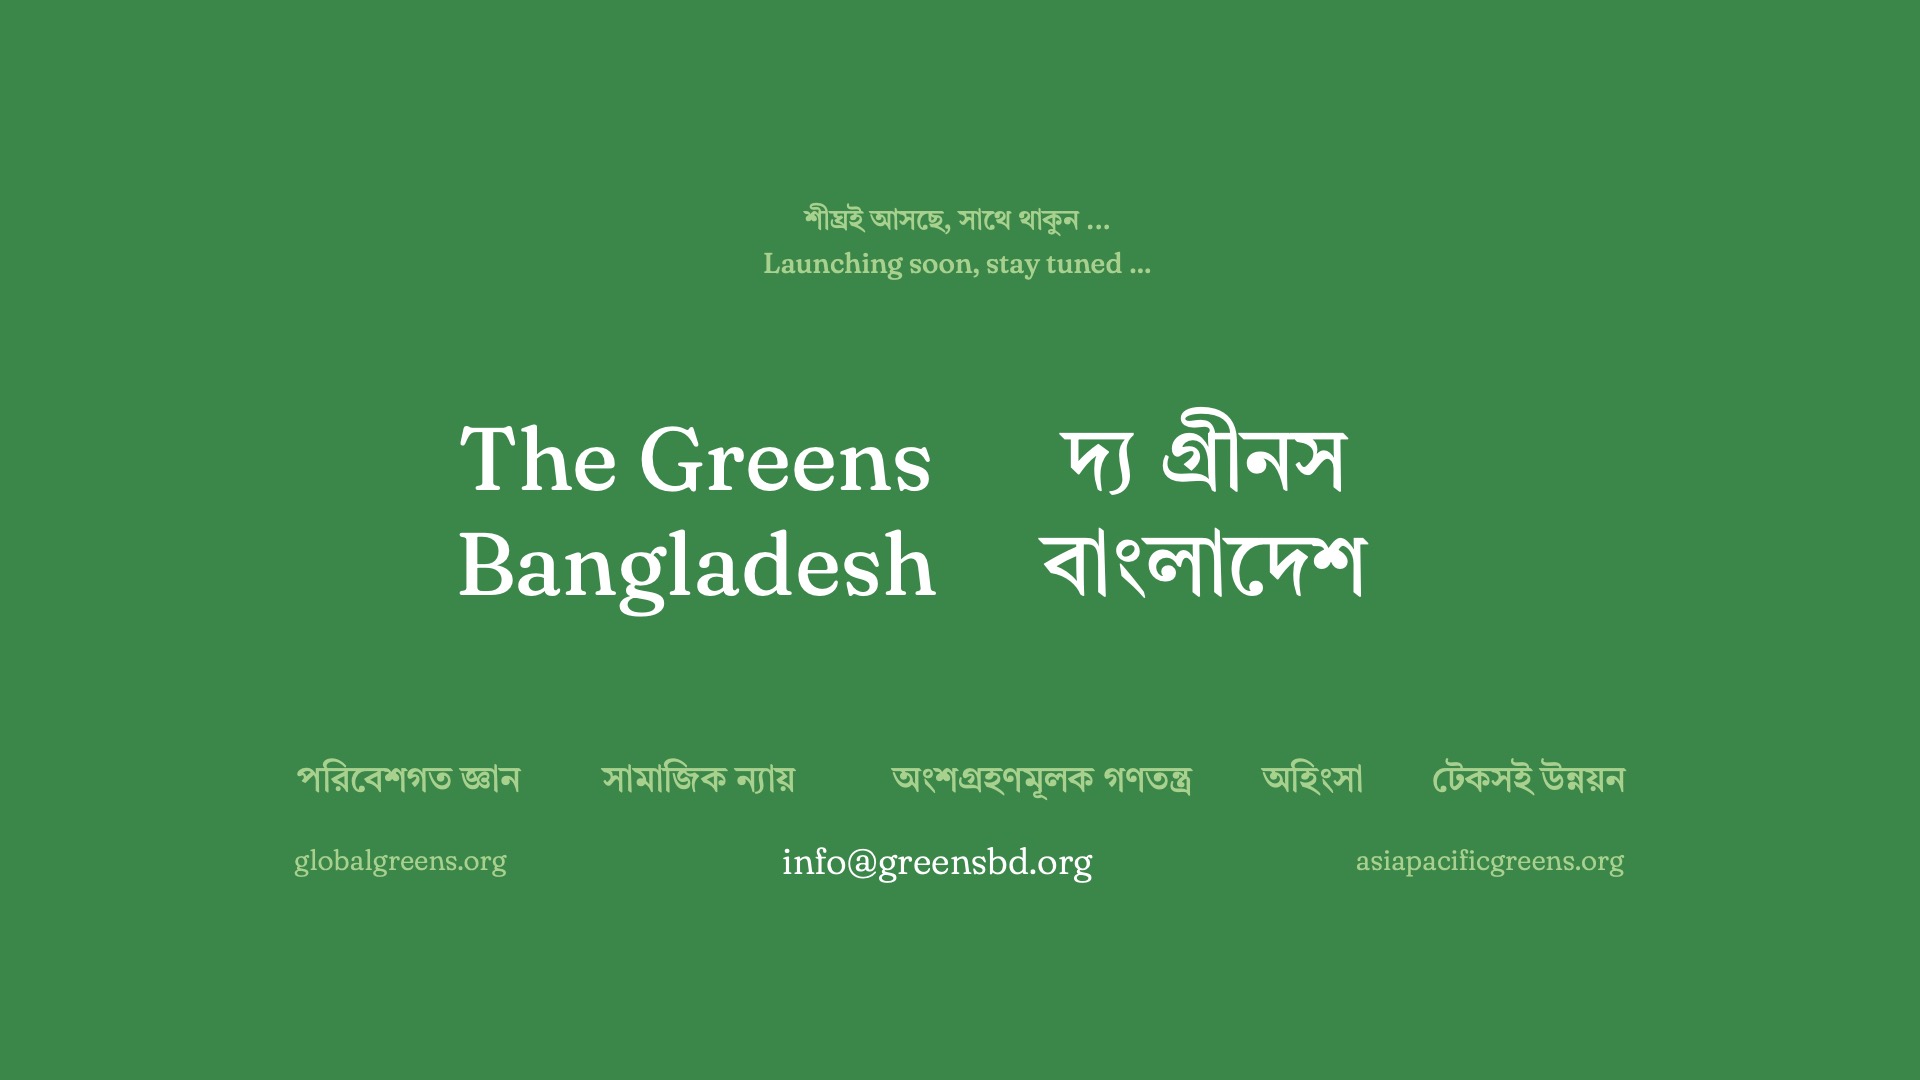 শীঘ্রই আসছে, সাথে থাকুন ...
Launching soon, stay tuned ...
The Greens
Bangladesh
দ্য গ্রীনস
বাংলাদেশ
পরিবেশগত জ্ঞান সামাজিক ন্যায় অংশগ্রহণমূলক গণতন্ত্র অহিংসা টেকসই উন্নয়ন
globalgreens.org info@greensbd.org asiapacificgreens.org